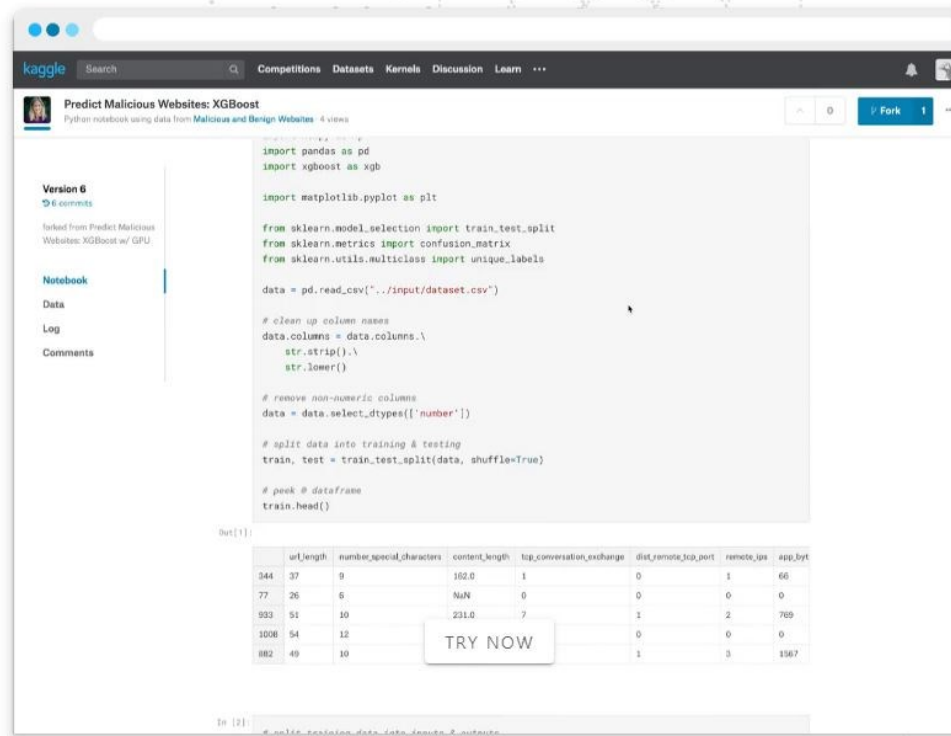 kaggle Search Competitions Datasets Kernels Discussion Learn ...
Predict Malicious Websites: XGBoost
Python notebook using data from Malicious and Benign Websites · 4 views
0 Fork 1
import pandas as pd
import xgboost as xgb
import matplotlib.pyplot as plt
Version 6
6 commits
forked from Predict Malicious
Websites: XGBoost w/ GPU
Notebook
Data
Log
Comments
from sklearn.model_selection import train_test_split
from sklearn.metrics import confusion_matrix
from sklearn.utils.multiclass import unique_labels
data = pd.read_csv("../input/dataset.csv")
# clean up column names
data.columns = data.columns.\
str.strip().\
str.lower()
# remove non-numeric columns
data = data.select_dtypes(['number'])
# split data into training & testing
train, test = train_test_split(data, shuffle=True)
# peek @ dataframe
train.head()
Out[1]:
url_length number_special_characters content_length tcp_conversation_exchange dist_remote_tcp_port remote_ips app_byt
344 37 9 162.0 1 0 1 66
77 26 6 NaN 0 0 0 0
933 51 10 231.0 7 1 2 769
1008 54 12 0 0 0
882 49 10 1 3 1567
TRY NOW
In [2]:
# split training data into inputs & outputs